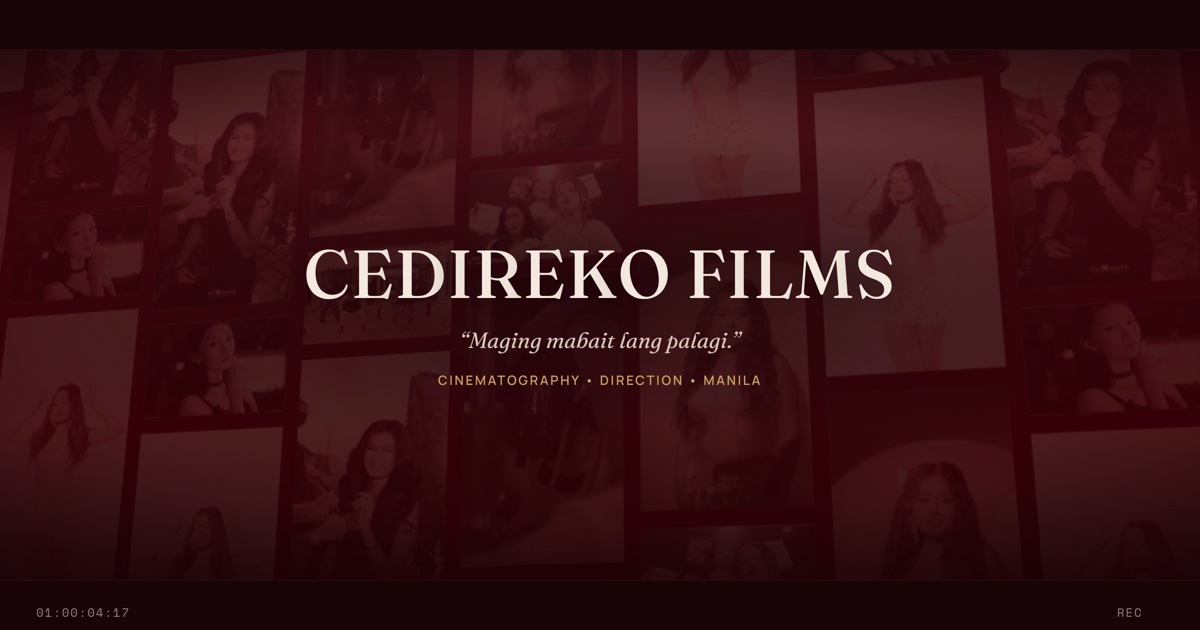 CEDIREKO FILMS
“Maging mabait lang palagi.”
CINEMATOGRAPHY • DIRECTION • MANILA
01:00:04:17
REC